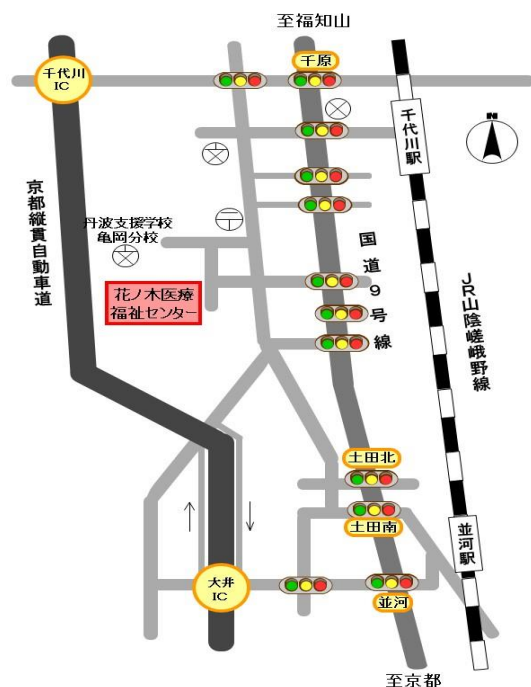 至福知山
千原
千代川
IC
千代川駅
N
京都縦貫自動車道
丹波支援学校
亀岡分校
花ノ木医療
福祉センター
国道9号線
JR山陰嵯峨野線
土田北
土田南
並河駅
大井
IC
並河
至京都